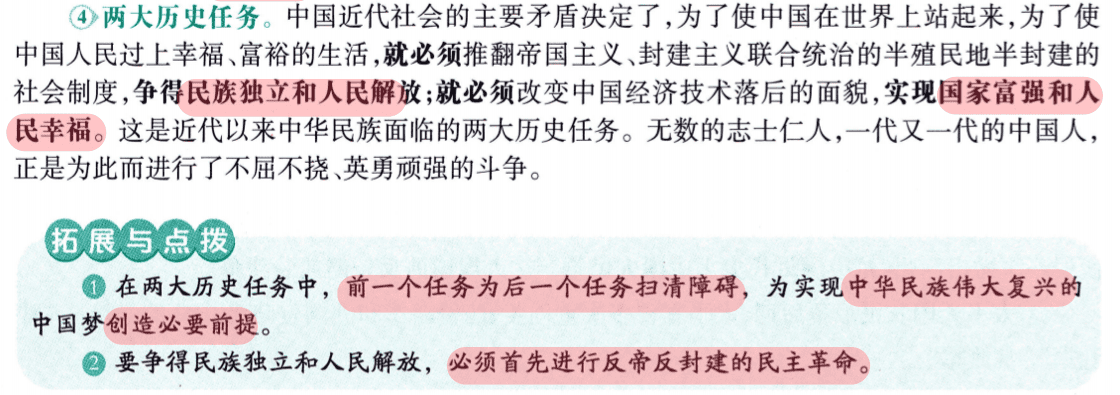 ④两大历史任务。中国近代社会的主要矛盾决定了,为了使中国在世界上站起来,为了使
中国人民过上幸福、富裕的生活,就必须推翻帝国主义、封建主义联合统治的半殖民地半封建的
社会制度,争得民族独立和人民解放;就必须改变中国经济技术落后的面貌,实现国家富强和人
民幸福。这是近代以来中华民族面临的两大历史任务。无数的志士仁人,一代又一代的中国人,
正是为此而进行了不屈不挠、英勇顽强的斗争。
拓展与点拨
❶ 在两大历史任务中,前一个任务为后一个任务扫清障碍,为实现中华民族伟大复兴的
中国梦创造必要前提。
❷ 要争得民族独立和人民解放,必须首先进行反帝反封建的民主革命。